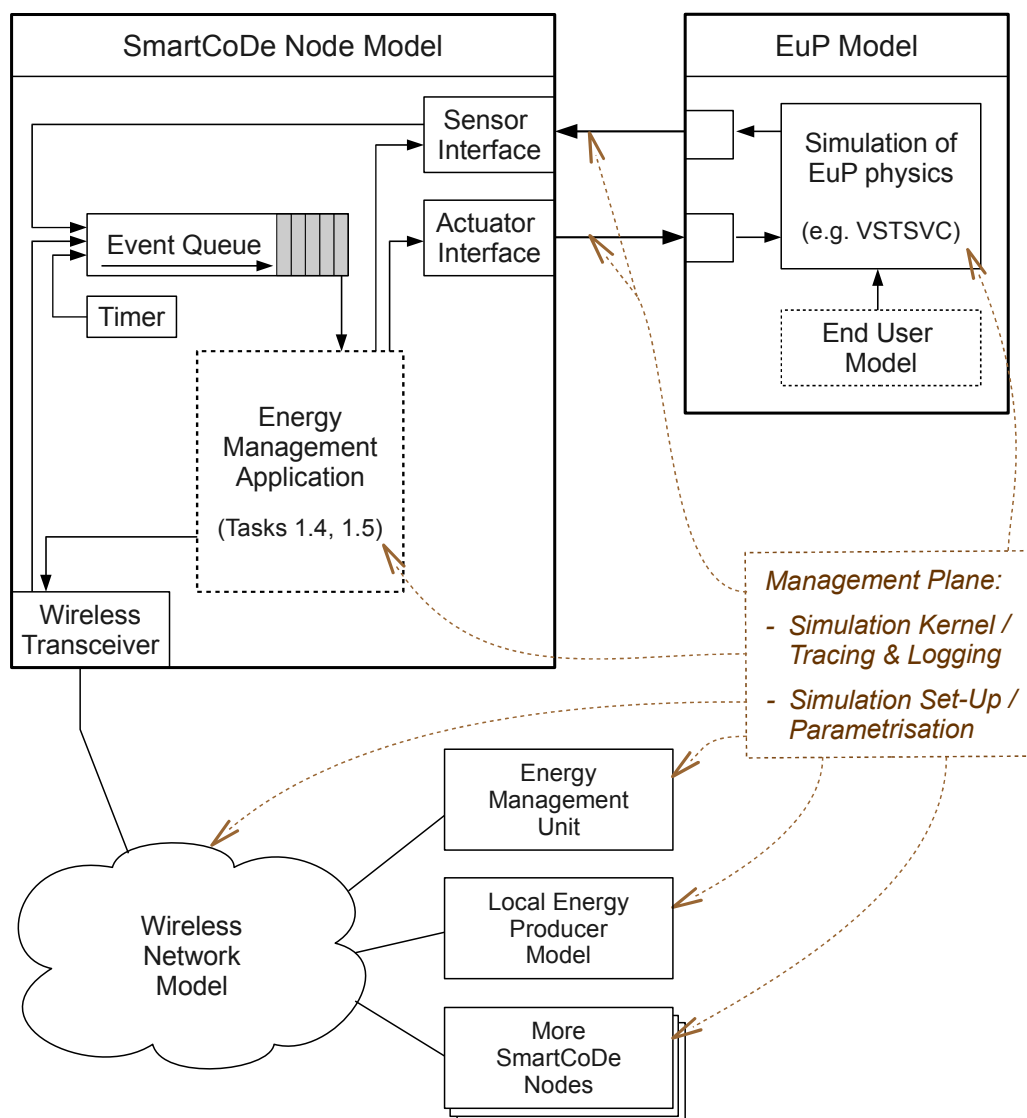 SmartCoDe Node Model
EuP Model
Sensor
Interface
Simulation of
EuP physics
(e.g. VSTSVC)
Actuator
Interface
Event Queue
Timer
End User
Model
Energy
Management
Application
(Tasks 1.4, 1.5)
Wireless
Transceiver
Management Plane:
- Simulation Kernel /
Tracing & Logging
- Simulation Set-Up /
Parametrisation
Energy
Management
Unit
Wireless
Network
Model
Local Energy
Producer
Model
More
SmartCoDe
Nodes